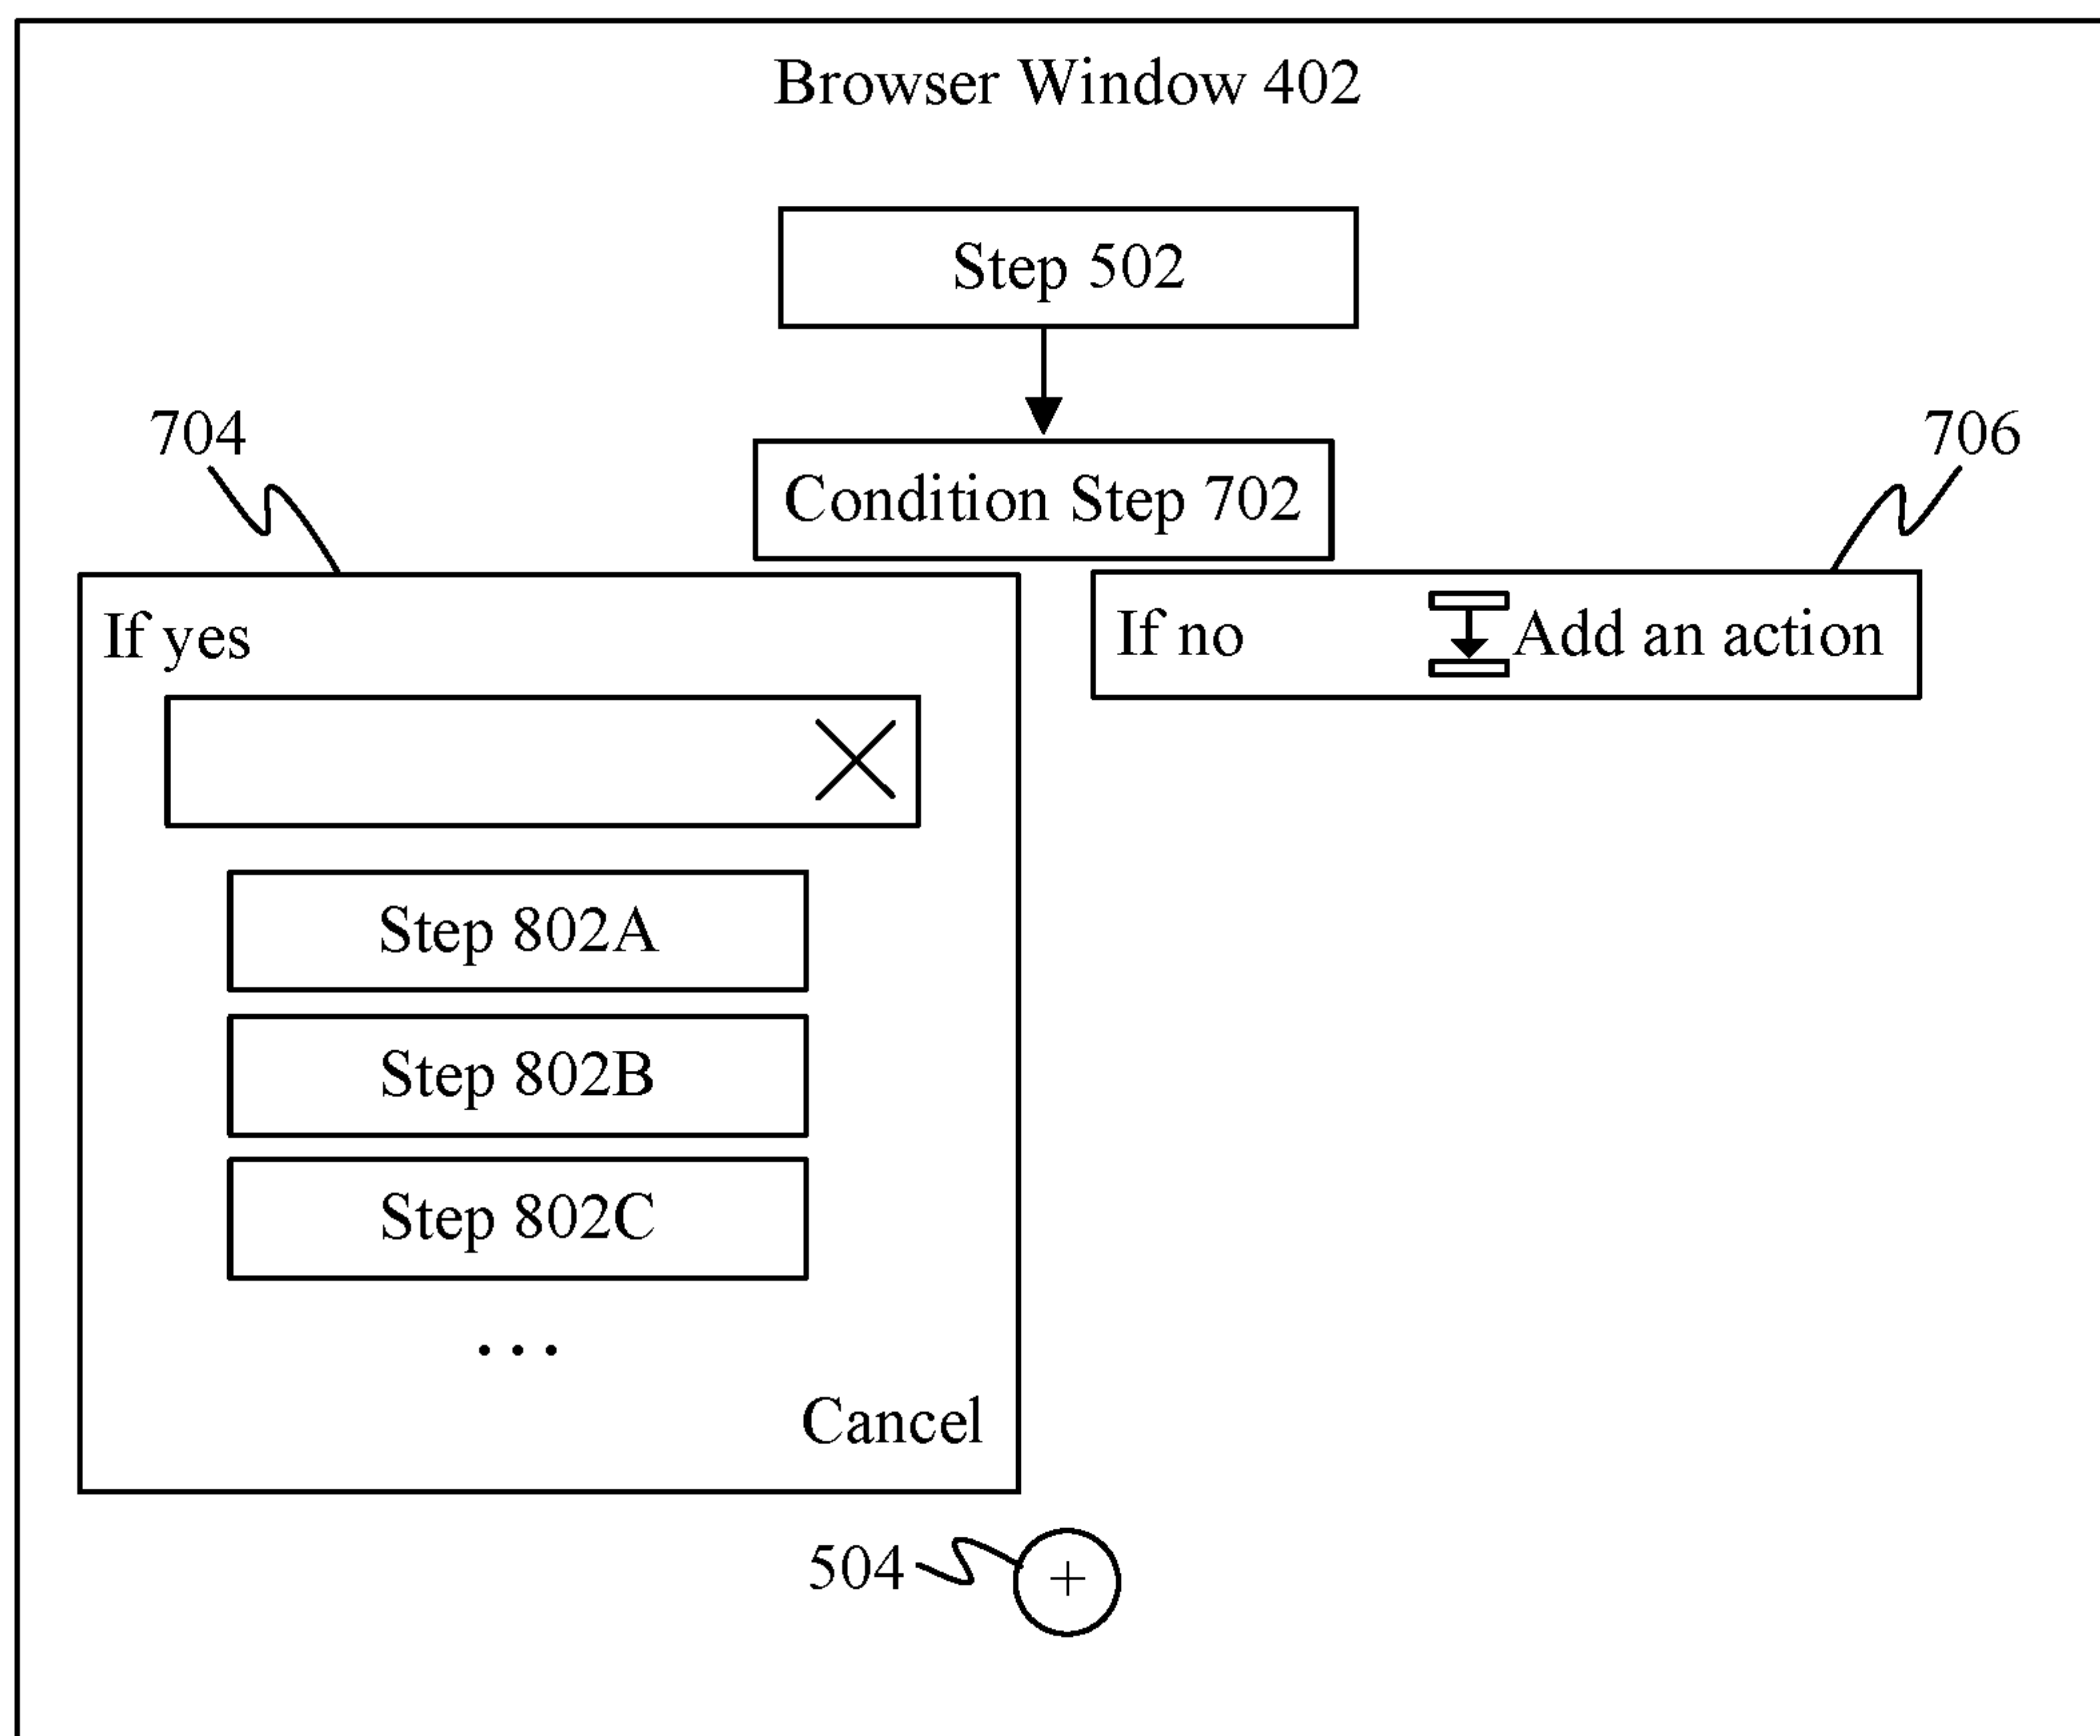 Browser Window 402
Step 502
704
706
Condition Step 702
If yes
If no
Add an action
Step 802A
Step 802B
Step 802C
...
Cancel
504
+